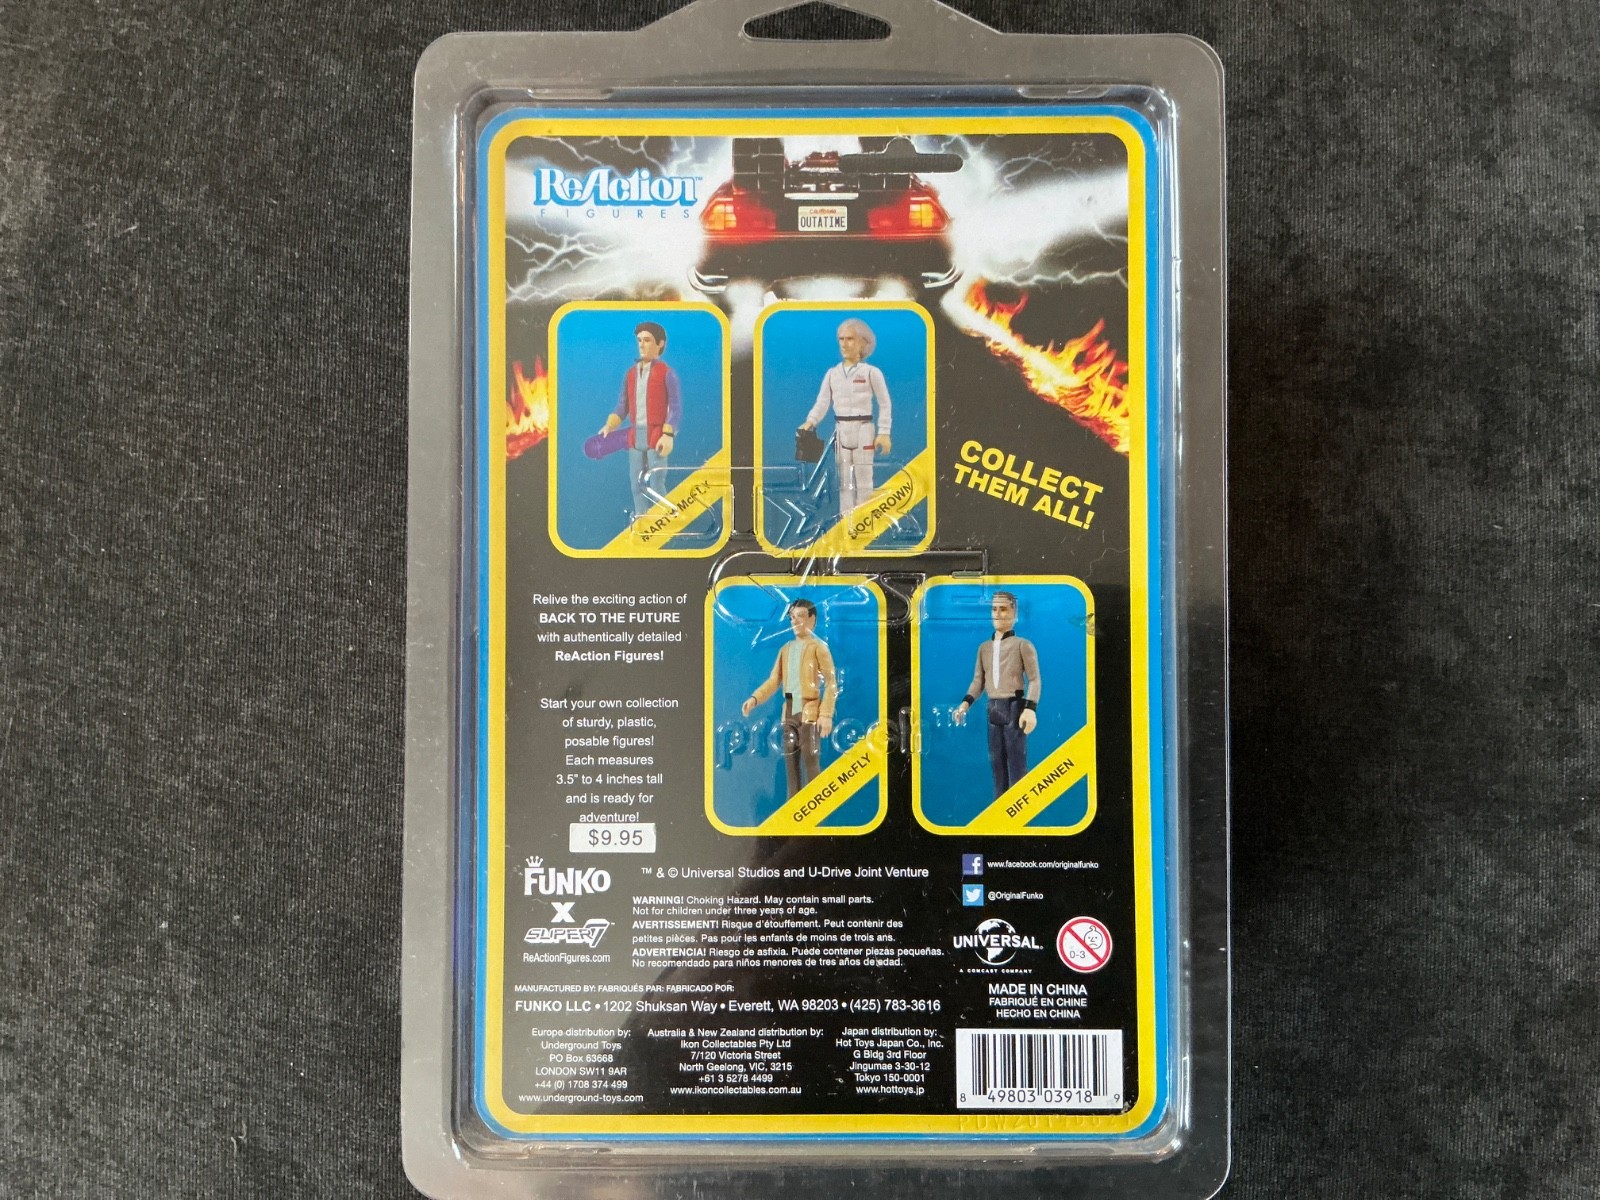 ReAction™
FIGURES
CALIFORNIA
OUTATIME
MARTY McFLY
DOC BROWN
COLLECT
THEM ALL!
STAR
CASE
Relive the exciting action of
BACK TO THE FUTURE
with authentically detailed
ReAction Figures!
GEORGE McFLY
BIFF TANNEN
protech™
Start your own collection
of sturdy, plastic,
posable figures!
Each measures
3.5" to 4 inches tall
and is ready for
adventure!
$9.95
FUNKO
X
SUPER7™
ReActionFigures.com
™ & © Universal Studios and U-Drive Joint Venture
WARNING! Choking Hazard. May contain small parts.
Not for children under three years of age.
AVERTISSEMENT! Risque d'étouffement. Peut contenir des
petites pièces. Pas pour les enfants de moins de trois ans.
ADVERTENCIA! Riesgo de asfixia. Puede contener piezas pequeñas.
No recomendado para niños menores de tres años de edad.
f www.facebook.com/originalfunko
@OriginalFunko
UNIVERSAL
A COMCAST COMPANY
0-3
MADE IN CHINA
FABRIQUÉ EN CHINE
HECHO EN CHINA
MANUFACTURED BY: FABRIQUÉS PAR: FABRICADO POR:
FUNKO LLC • 1202 Shuksan Way • Everett, WA 98203 • (425) 783-3616
Europe distribution by:
Underground Toys
PO Box 63668
LONDON SW11 9AR
+44 (0) 1708 374 499
www.underground-toys.com
Australia & New Zealand distribution by:
Ikon Collectables Pty Ltd
7/120 Victoria Street
North Geelong, VIC, 3215
+61 3 5278 4499
www.ikoncollectables.com.au
Japan distribution by:
Hot Toys Japan Co., Inc.
G Bldg 3rd Floor
Jingumae 3-30-12
Tokyo 150-0001
www.hottoys.jp
8 49803 03918 9